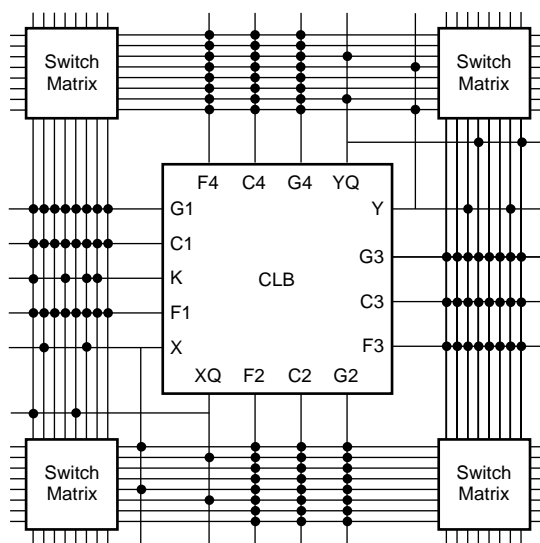 Switch
Matrix
Switch
Matrix
F4 C4 G4 YQ
G1
Y
C1
G3
K
CLB
C3
F1
X
F3
XQ F2 C2 G2
Switch
Matrix
Switch
Matrix